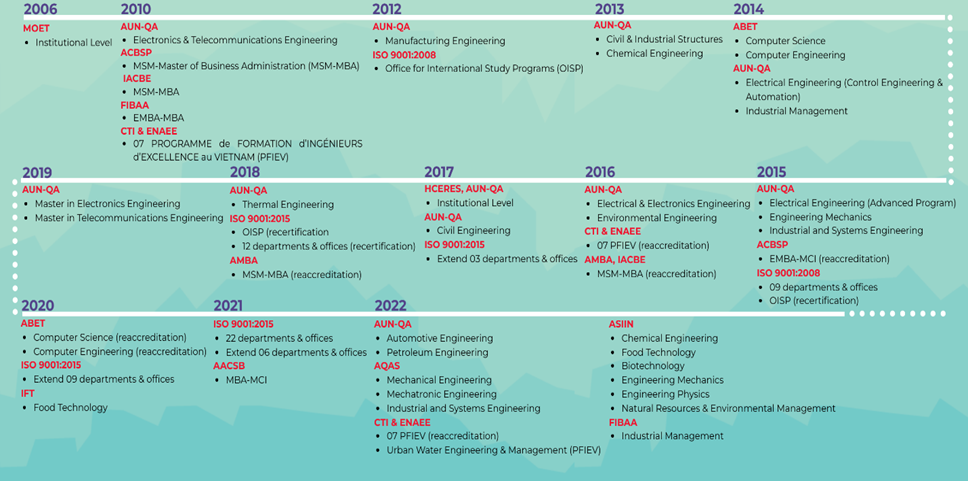 2006
MOET
• Institutional Level
2010
AUN-QA
• Electronics & Telecommunications Engineering
ACBSP
• MSM-Master of Business Administration (MSM-MBA)
IACBE
• MSM-MBA
FIBAA
• EMBA-MBA
CTI & ENAEE
• 07 PROGRAMME de FORMATION d'INGÉNIEURS
d'EXCELLENCE au VIETNAM (PFIEV)
2012
AUN-QA
• Manufacturing Engineering
ISO 9001:2008
• Office for International Study Programs (OISP)
2013
AUN-QA
• Civil & Industrial Structures
• Chemical Engineering
2014
ABET
• Computer Science
• Computer Engineering
AUN-QA
• Electrical Engineering (Control Engineering &
Automation)
• Industrial Management
2019
AUN-QA
• Master in Electronics Engineering
• Master in Telecommunications Engineering
2018
AUN-QA
• Thermal Engineering
ISO 9001:2015
• OISP (recertification
• 12 departments & offices (recertification)
AMBA
• MSM-MBA (reaccreditation)
2017
HCERES, AUN-QA
• Institutional Level
AUN-QA
• Civil Engineering
ISO 9001:2015
• Extend 03 departments & offices
2016
AUN-QA
• Electrical & Electronics Engineering
• Environmental Engineering
CTI & ENAEE
• 07 PFIEV (reaccreditation)
AMBA, IACBE
• MSM-MBA (reaccreditation)
2015
AUN-QA
• Electrical Engineering (Advanced Program)
• Engineering Mechanics
• Industrial and Systems Engineering
ACBSP
• EMBA-MCI (reaccreditation)
ISO 9001:2008
• 09 departments & offices
• OISP (recertification)
2020
ABET
• Computer Science (reaccreditation)
• Computer Engineering (reaccreditation)
ISO 9001:2015
• Extend 09 departments & offices
IFT
• Food Technology
2021
ISO 9001:2015
• 22 departments & offices
• Extend 06 departments & offices
AACSB
• MBA-MCI
2022
AUN-QA
• Automotive Engineering
• Petroleum Engineering
AQAS
• Mechanical Engineering
• Mechatronic Engineering
• Industrial and Systems Engineering
CTI & ENAEE
• 07 PFIEV (reaccreditation)
• Urban Water Engineering & Management (PFIEV)
ASIIN
• Chemical Engineering
• Food Technology
• Biotechnology
• Engineering Mechanics
• Engineering Physics
• Natural Resources & Environmental Management
FIBAA
• Industrial Management